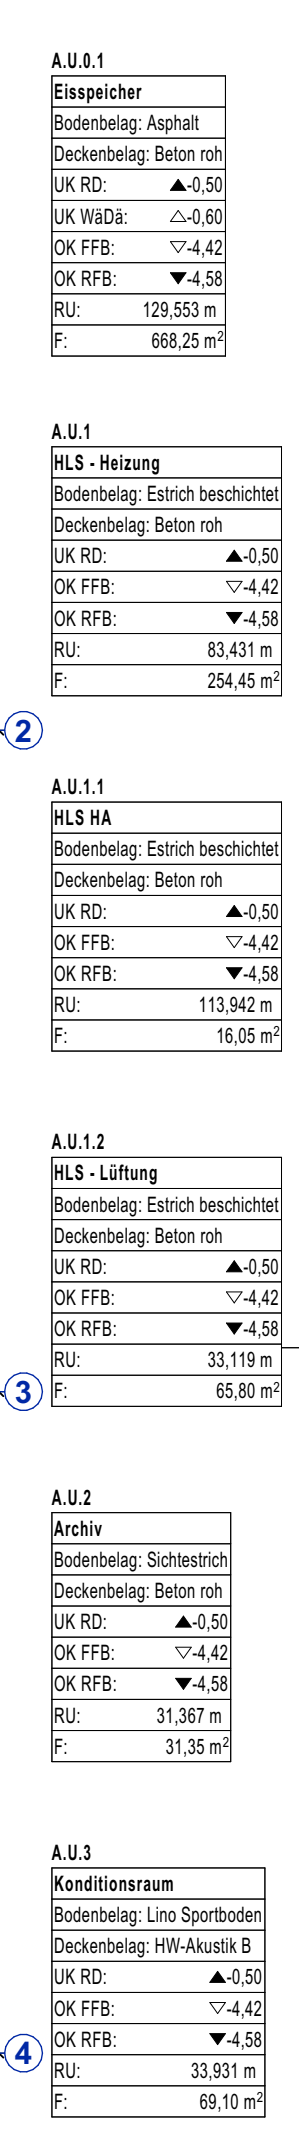 A.U.0.1
Eisspeicher
Bodenbelag: Asphalt
Deckenbelag: Beton roh
UK RD: ▲-0,50
UK WäDä: △-0,60
OK FFB: ▽-4,42
OK RFB: ▼-4,58
RU: 129,553 m
F: 668,25 m²
A.U.1
HLS - Heizung
Bodenbelag: Estrich beschichtet
Deckenbelag: Beton roh
UK RD: ▲-0,50
OK FFB: ▽-4,42
OK RFB: ▼-4,58
RU: 83,431 m
F: 254,45 m²
2
A.U.1.1
HLS HA
Bodenbelag: Estrich beschichtet
Deckenbelag: Beton roh
UK RD: ▲-0,50
OK FFB: ▽-4,42
OK RFB: ▼-4,58
RU: 113,942 m
F: 16,05 m²
A.U.1.2
HLS - Lüftung
Bodenbelag: Estrich beschichtet
Deckenbelag: Beton roh
UK RD: ▲-0,50
OK FFB: ▽-4,42
OK RFB: ▼-4,58
RU: 33,119 m
3
F: 65,80 m²
A.U.2
Archiv
Bodenbelag: Sichtestrich
Deckenbelag: Beton roh
UK RD: ▲-0,50
OK FFB: ▽-4,42
OK RFB: ▼-4,58
RU: 31,367 m
F: 31,35 m²
A.U.3
Konditionsraum
Bodenbelag: Lino Sportboden
Deckenbelag: HW-Akustik B
UK RD: ▲-0,50
OK FFB: ▽-4,42
OK RFB: ▼-4,58
4
RU: 33,931 m
F: 69,10 m²